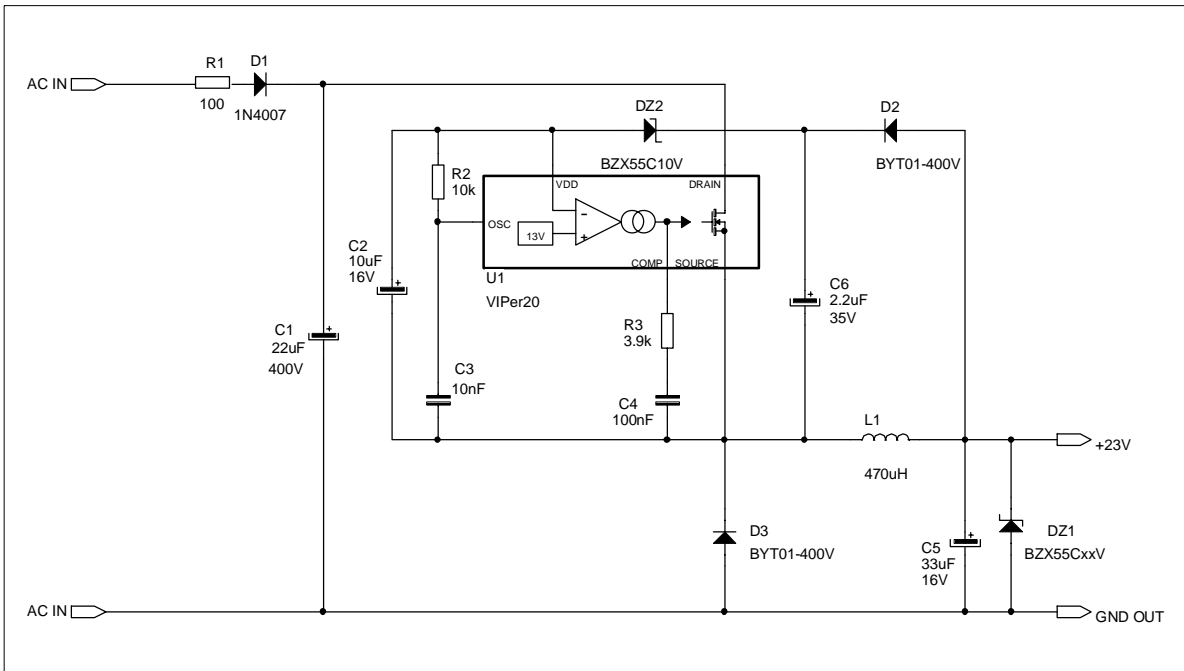 AC IN
R1
100
D1
1N4007
DZ2
BZX55C10V
D2
BYT01-400V
R2
10k
VDD
DRAIN
OSC
13V
-
+
COMP
SOURCE
U1
VIPer20
C2
10uF
16V
+
C1
22uF
400V
+
C3
10nF
R3
3.9k
C4
100nF
C6
2.2uF
35V
+
L1
470uH
+23V
D3
BYT01-400V
C5
33uF
16V
+
DZ1
BZX55CxxV
AC IN
GND OUT